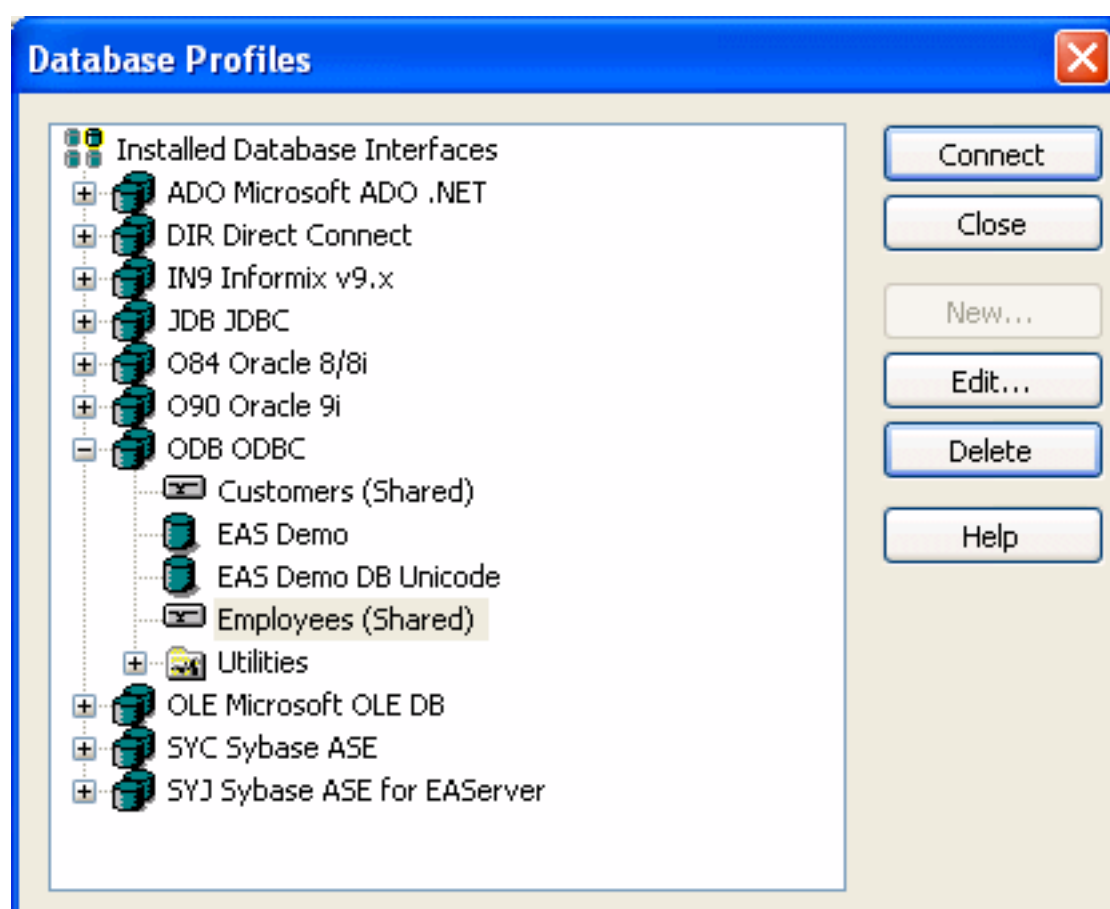 Database Profiles
Installed Database Interfaces
ADO Microsoft ADO .NET
DIR Direct Connect
IN9 Informix v9.x
JDB JDBC
O84 Oracle 8/8i
O90 Oracle 9i
ODB ODBC
Customers (Shared)
EAS Demo
EAS Demo DB Unicode
Employees (Shared)
Utilities
OLE Microsoft OLE DB
SYC Sybase ASE
SYJ Sybase ASE for EAServer
Connect
Close
New...
Edit...
Delete
Help